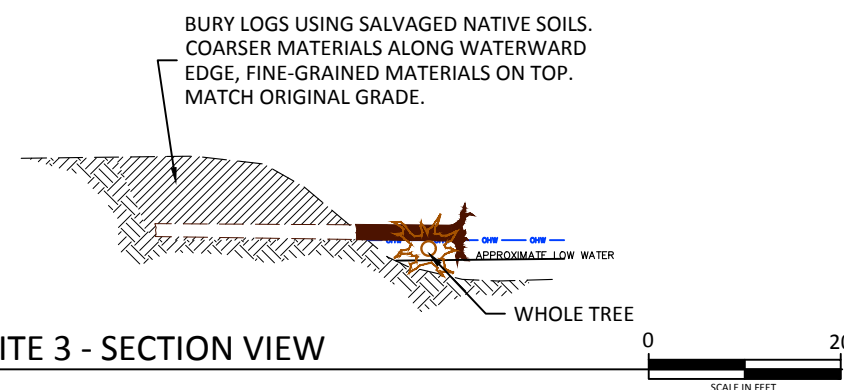 BURY LOGS USING SALVAGED NATIVE SOILS.
COARSER MATERIALS ALONG WATERWARD
EDGE, FINE-GRAINED MATERIALS ON TOP.
MATCH ORIGINAL GRADE.
OHW OHW
APPROXIMATE LOW WATER
WHOLE TREE
ITE 3 - SECTION VIEW
0 20
SCALE IN FEET